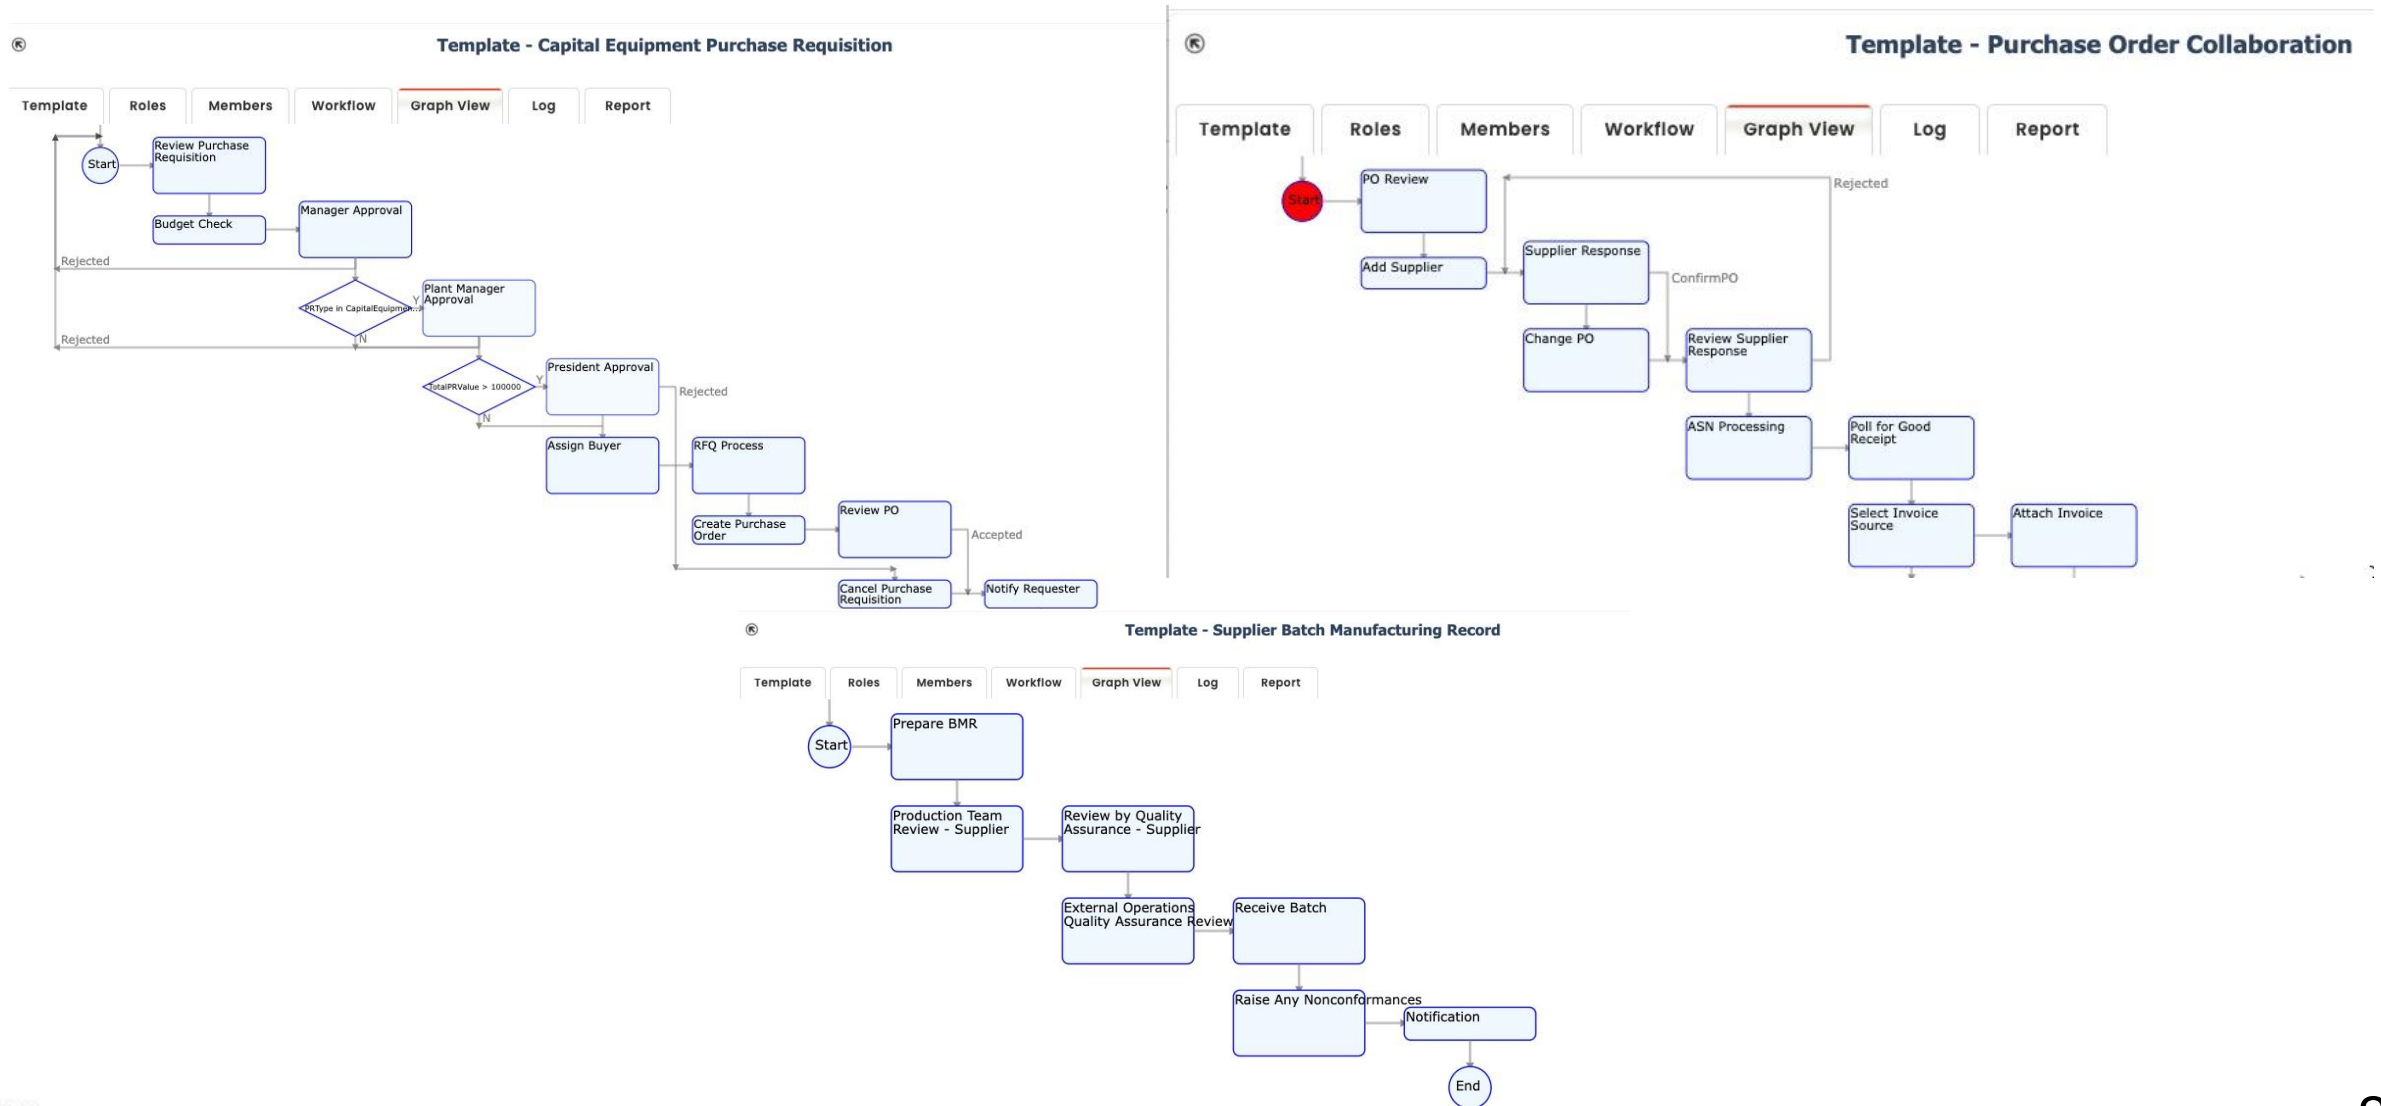 Template - Capital Equipment Purchase Requisition
Template
Roles
Members
Workflow
Graph View
Log
Report
Start
Review Purchase
Requisition
Budget Check
Manager Approval
Rejected
PRType in CapitalEquipmen...
Y
N
Plant Manager
Approval
Rejected
TotalPRValue > 100000
Y
N
President Approval
Rejected
Assign Buyer
RFQ Process
Create Purchase
Order
Review PO
Accepted
Cancel Purchase
Requisition
Notify Requester
Template - Purchase Order Collaboration
Template
Roles
Members
Workflow
Graph View
Log
Report
Start
PO Review
Rejected
Add Supplier
Supplier Response
ConfirmPO
Change PO
Review Supplier
Response
ASN Processing
Poll for Good
Receipt
Select Invoice
Source
Attach Invoice
Template - Supplier Batch Manufacturing Record
Template
Roles
Members
Workflow
Graph View
Log
Report
Start
Prepare BMR
Production Team
Review - Supplier
Review by Quality
Assurance - Supplier
External Operations
Quality Assurance Review
Receive Batch
Raise Any Nonconformances
Notification
End